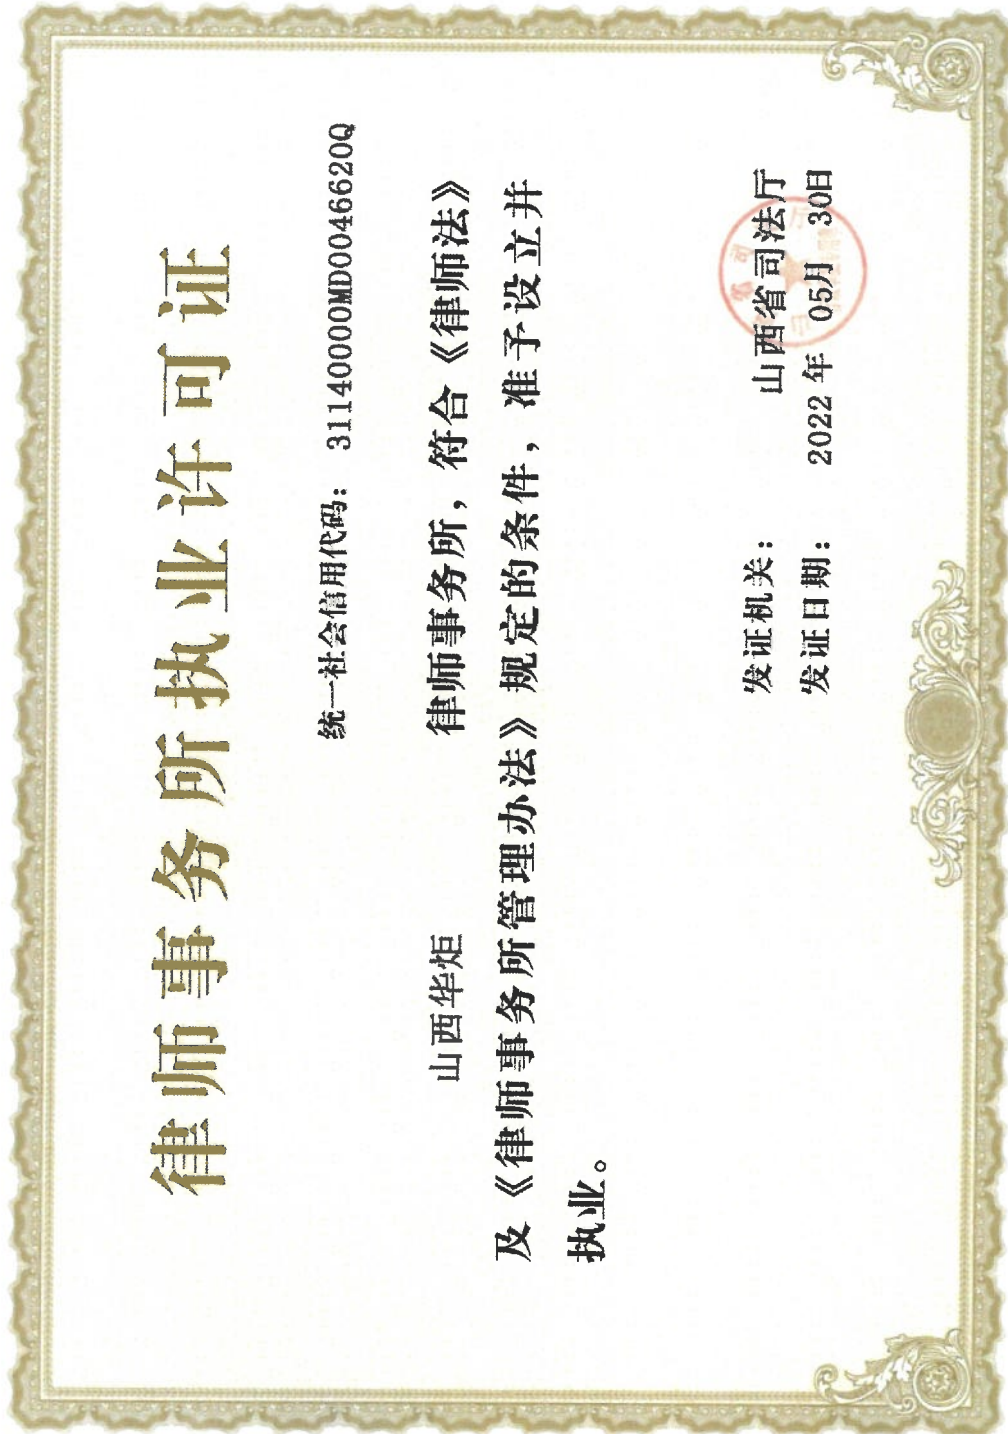 律师事务所执业许可证
统一社会信用代码：31140000MD0046620Q
山西华炬 律师事务所，符合《律师法》
及《律师事务所管理办法》规定的条件，准予设立并
执业。
发证机关：山西省司法厅
发证日期：2022年 05月 30日